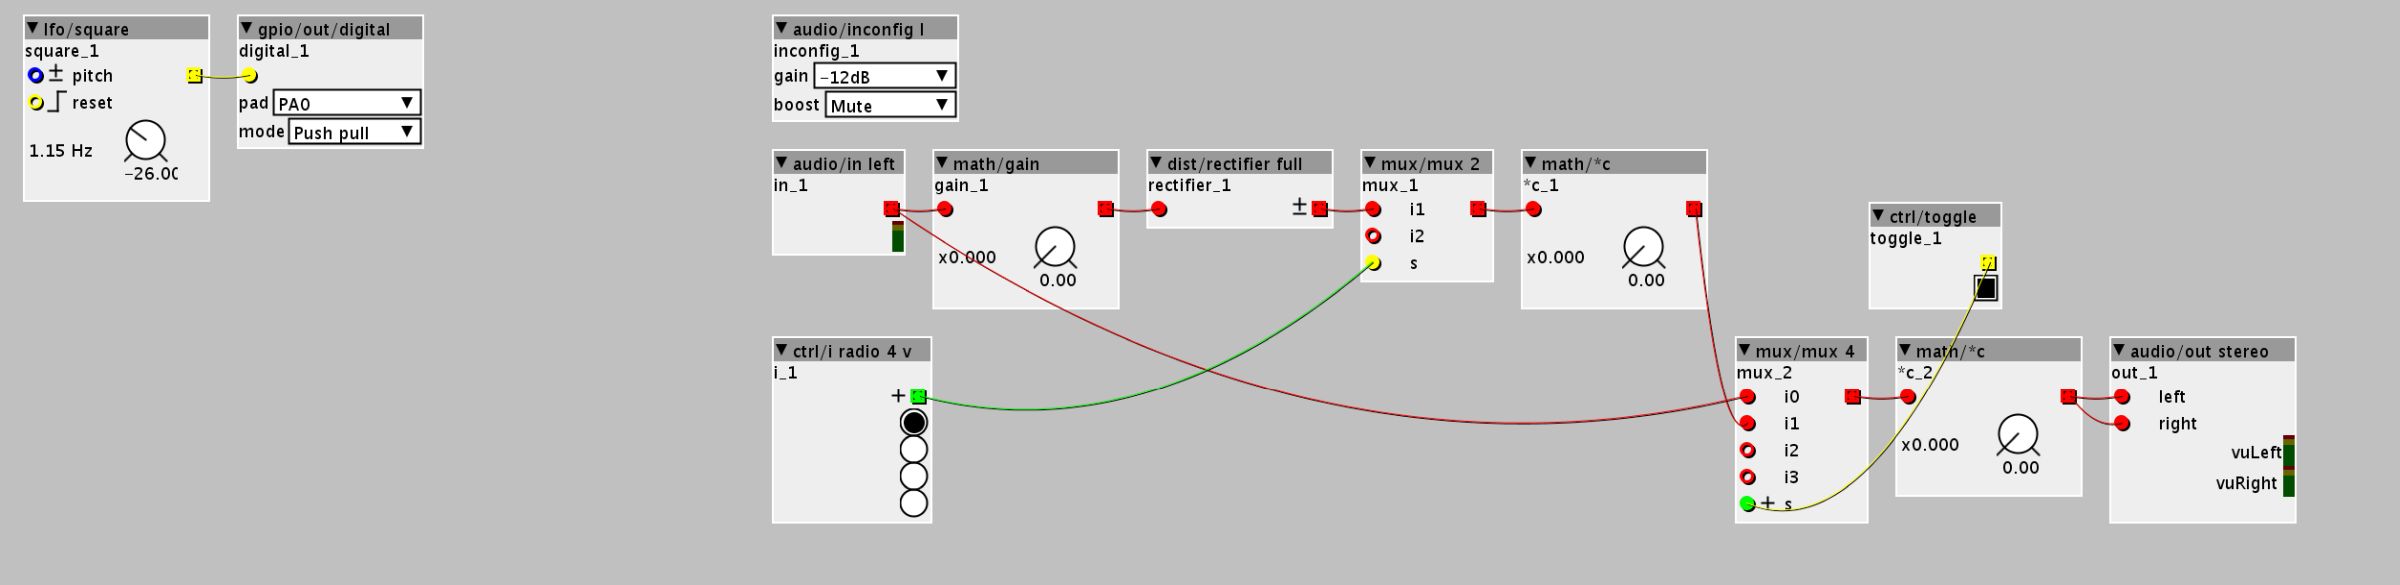 lfo/square
square_1
± pitch
reset
1.15 Hz
-26.00
gpio/out/digital
digital_1
pad PA0
mode Push pull
audio/inconfig l
inconfig_1
gain -12dB
boost Mute
audio/in left
in_1
math/gain
gain_1
x0.000
0.00
dist/rectifier full
rectifier_1
±
mux/mux 2
mux_1
i1
i2
s
math/*c
*c_1
x0.000
0.00
ctrl/toggle
toggle_1
ctrl/i radio 4 v
i_1
+
mux/mux 4
mux_2
i0
i1
i2
i3
+ s
math/*c
*c_2
x0.000
0.00
audio/out stereo
out_1
left
right
vuLeft
vuRight